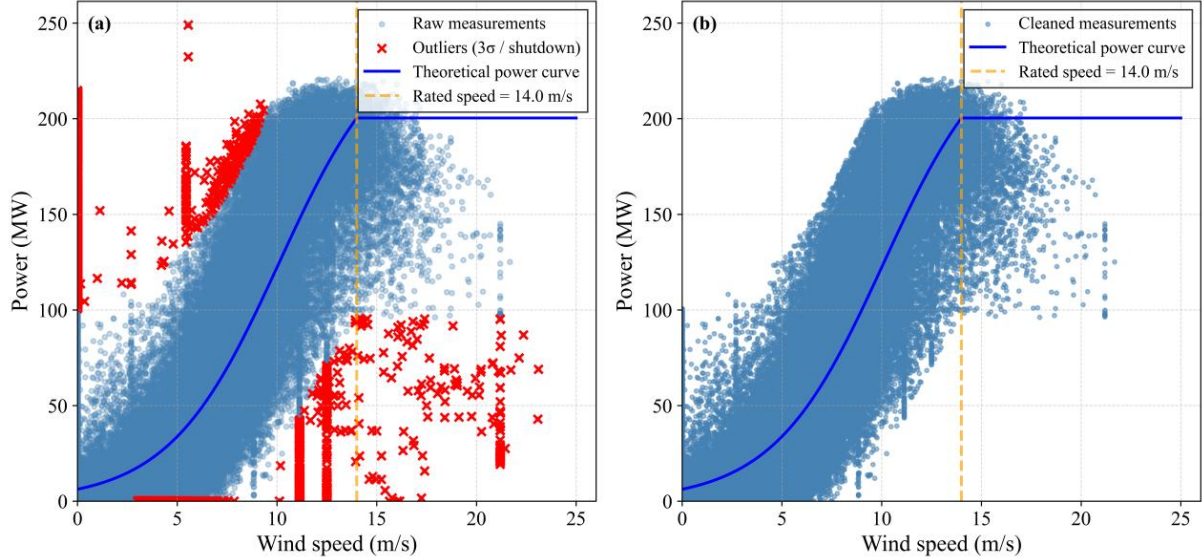 (a)
Raw measurements
Outliers (3σ / shutdown)
Theoretical power curve
Rated speed = 14.0 m/s
Power (MW)
250
200
150
100
50
0
0 5 10 15 20 25
Wind speed (m/s)
(b)
Cleaned measurements
Theoretical power curve
Rated speed = 14.0 m/s
Power (MW)
250
200
150
100
50
0
0 5 10 15 20 25
Wind speed (m/s)